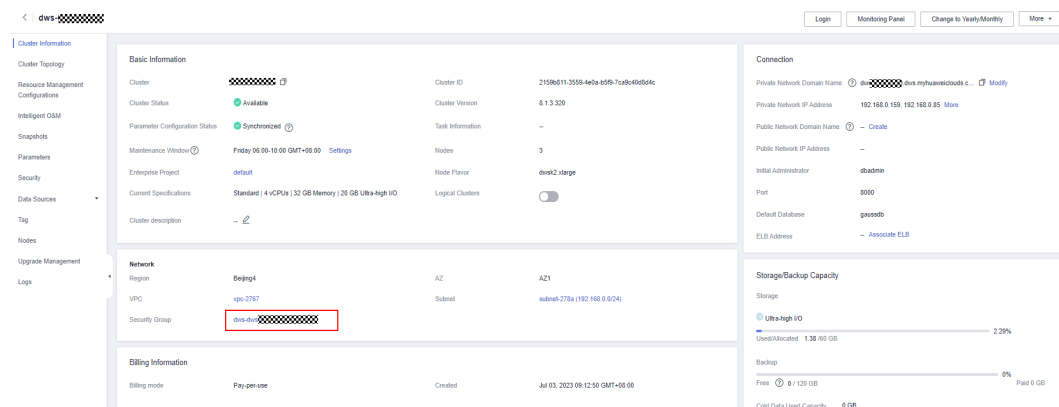 dws-
Login
Monitoring Panel
Change to Yearly/Monthly
More
Cluster Information
Cluster Topology
Resource Management
Configurations
Intelligent O&M
Snapshots
Parameters
Security
Data Sources
Tag
Nodes
Upgrade Management
Logs
Basic Information
Cluster
Cluster ID 2159b811-3559-4e0a-b5f9-7ca9c40d8d4c
Cluster Status Available
Cluster Version 8.1.3.320
Parameter Configuration Status Synchronized
Task Information --
Maintenance Window Friday 06:00-10:00 GMT+08:00 Settings
Nodes 3
Enterprise Project default
Node Flavor dwsk2.xlarge
Current Specifications Standard | 4 vCPUs | 32 GB Memory | 20 GB Ultra-high I/O
Logical Clusters
Cluster description --
Network
Region Beijing4
AZ AZ1
VPC vpc-2767
Subnet subnet-278a (192.168.0.0/24)
Security Group dws-dws
Billing Information
Billing mode Pay-per-use
Created Jul 03, 2023 09:12:50 GMT+08:00
Connection
Private Network Domain Name dws .dws.myhuaweiclouds.c... Modify
Private Network IP Address 192.168.0.159, 192.168.0.85 More
Public Network Domain Name -- Create
Public Network IP Address --
Initial Administrator dbadmin
Port 8000
Default Database gaussdb
ELB Address -- Associate ELB
Storage/Backup Capacity
Storage
Ultra-high I/O
2.29%
Used/Allocated 1.38 /60 GB
Backup
0%
Free 0 / 120 GB Paid 0 GB
Cold Data Used Capacity 0 GB